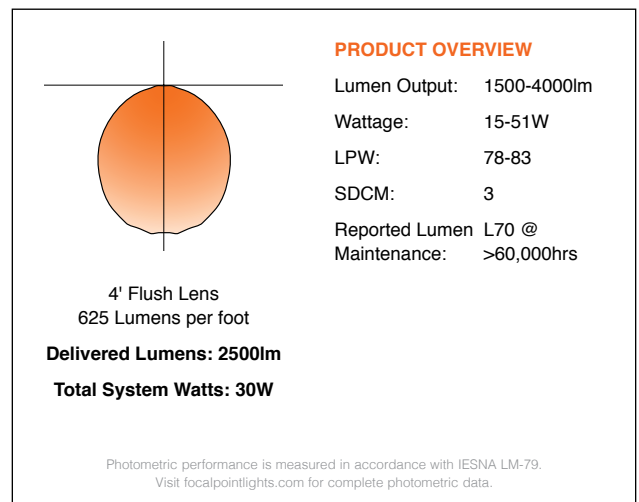 PRODUCT OVERVIEW
Lumen Output: 1500-4000lm
Wattage: 15-51W
LPW: 78-83
SDCM: 3
Reported Lumen L70 @
Maintenance: >60,000hrs
4' Flush Lens
625 Lumens per foot
Delivered Lumens: 2500lm
Total System Watts: 30W
Photometric performance is measured in accordance with IESNA LM-79.
Visit focalpointlights.com for complete photometric data.